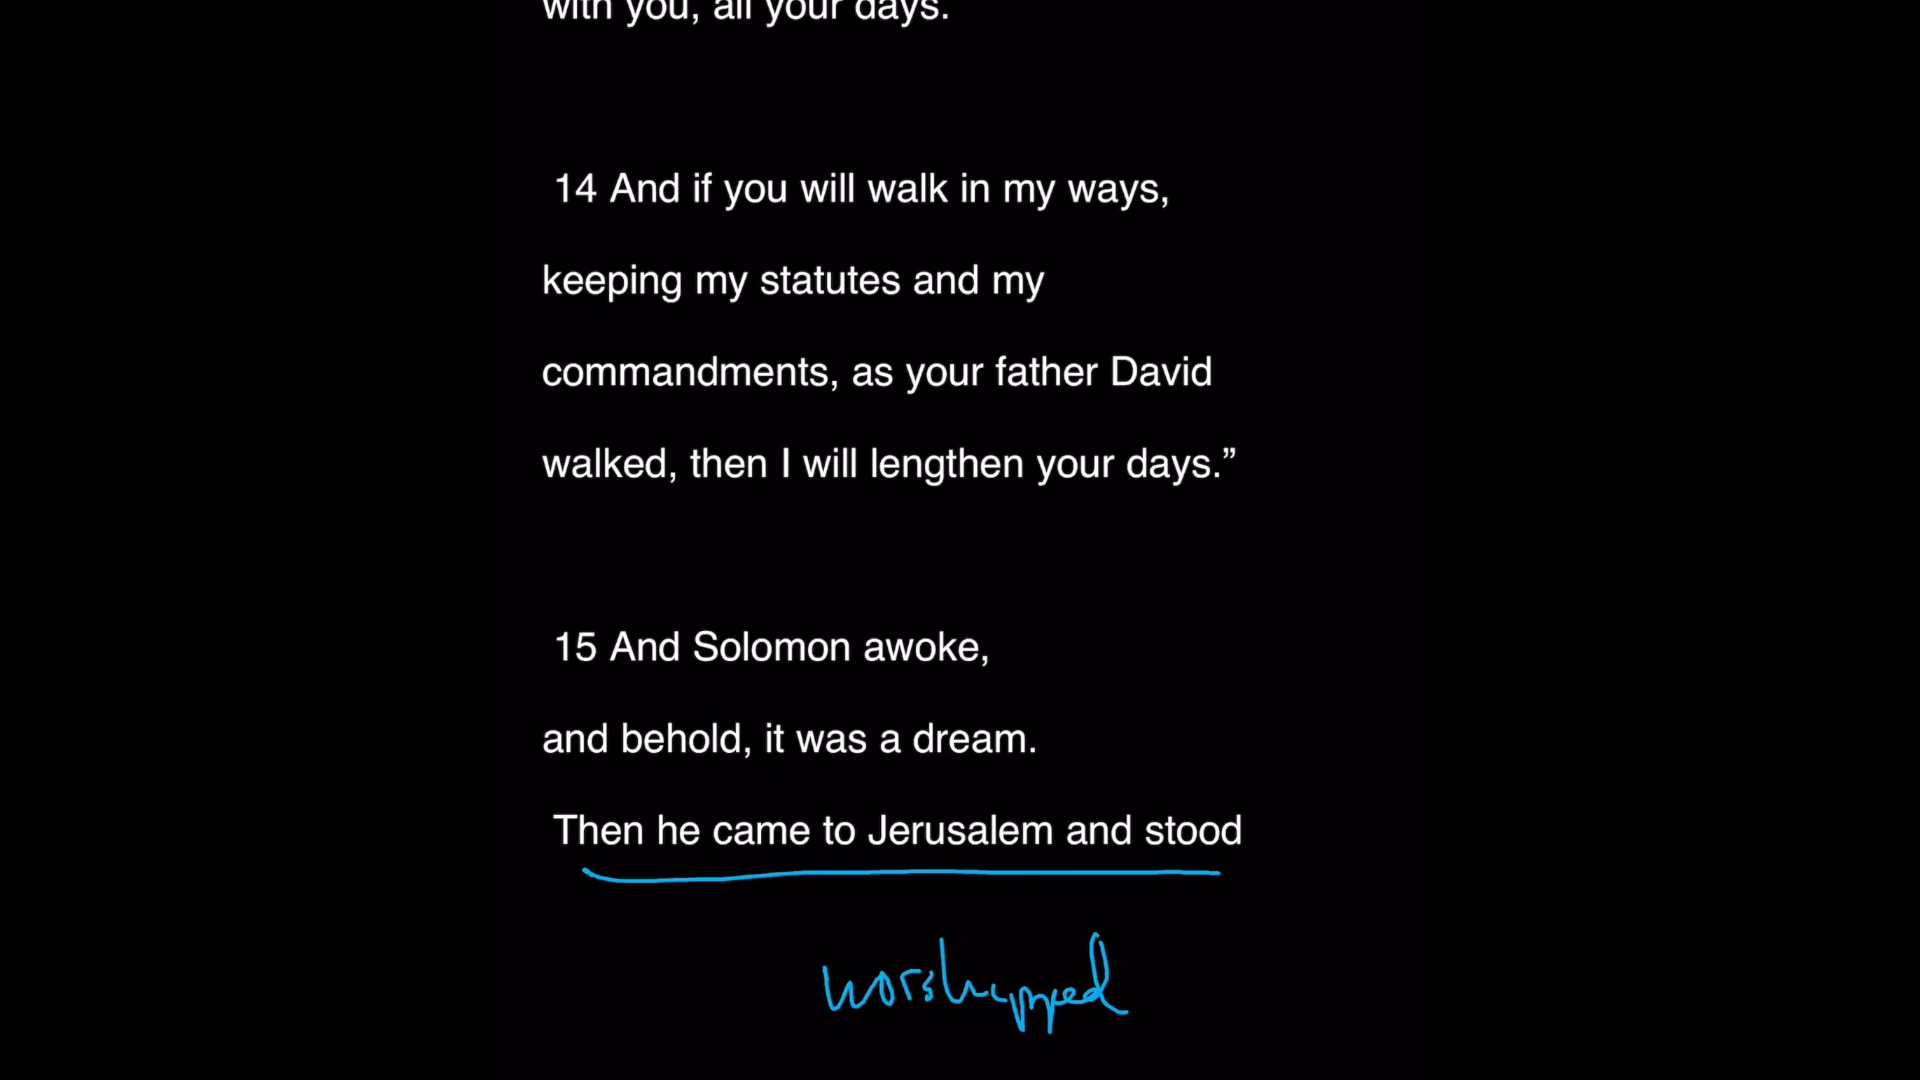 with you, all your days.
14 And if you will walk in my ways,
keeping my statutes and my
commandments, as your father David
walked, then I will lengthen your days.”
15 And Solomon awoke,
and behold, it was a dream.
Then he came to Jerusalem and stood
worshipped